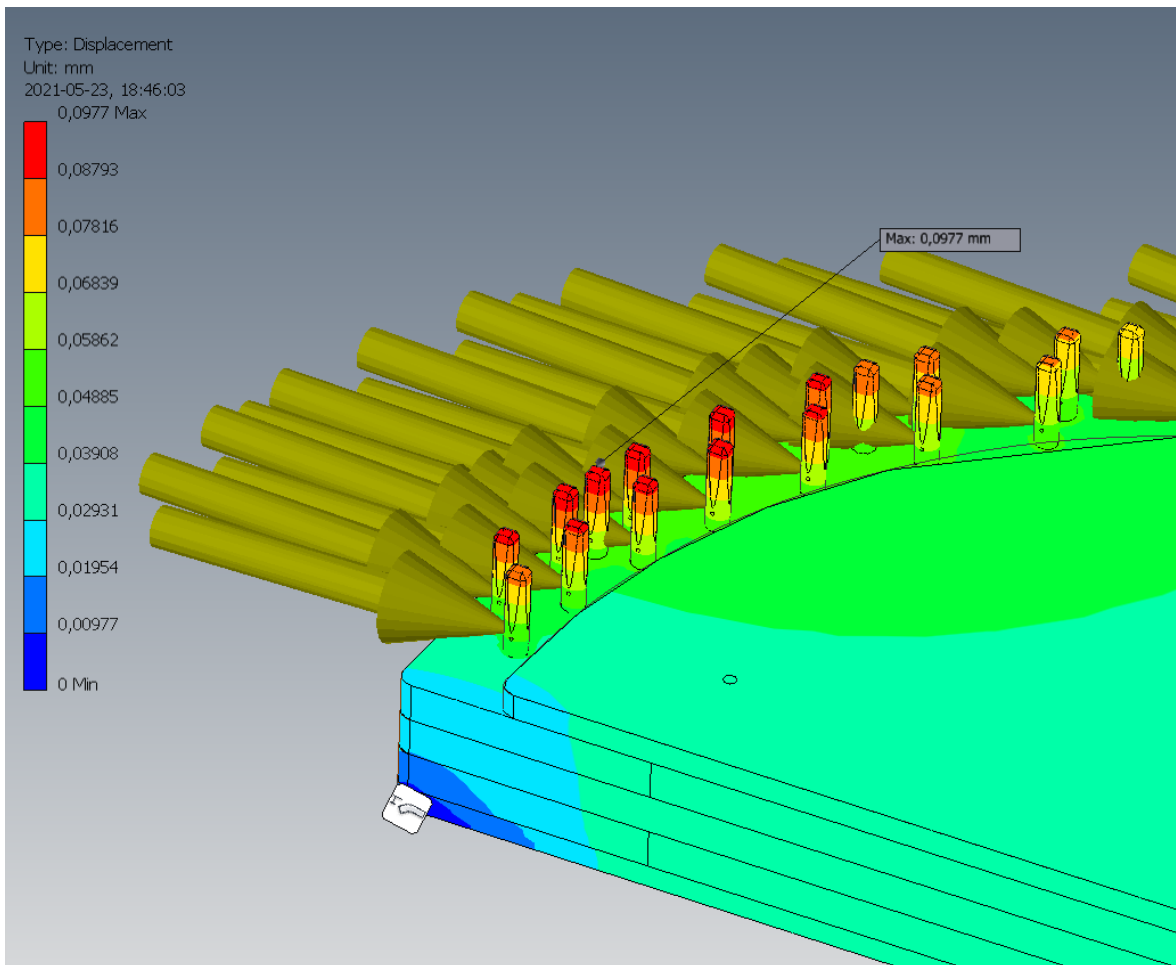 Type: Displacement
Unit: mm
2021-05-23, 18:46:03
0,0977 Max
0,08793
0,07816
0,06839
0,05862
0,04885
0,03908
0,02931
0,01954
0,00977
0 Min
Max: 0,0977 mm